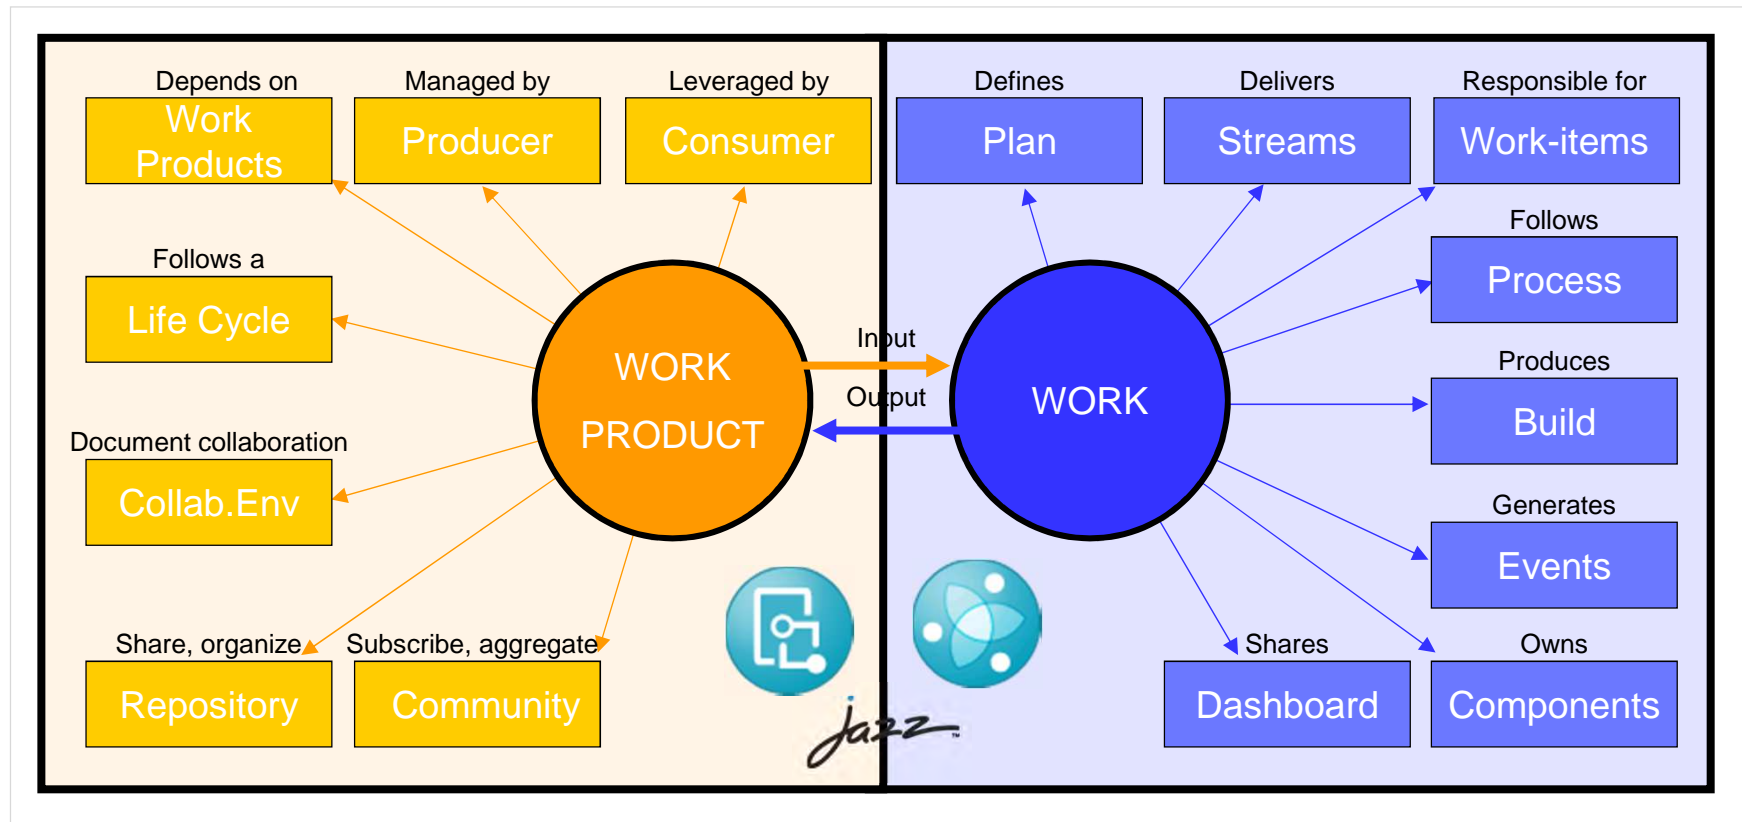 Depends on
Work
Products
Managed by
Producer
Leveraged by
Consumer
Defines
Plan
Delivers
Streams
Responsible for
Work-items
Follows a
Life Cycle
Follows
Process
WORK
PRODUCT
Input
Output
WORK
Produces
Build
Document collaboration
Collab.Env
Generates
Events
Share, organize
Repository
Subscribe, aggregate
Community
Shares
Dashboard
Owns
Components
jazz™